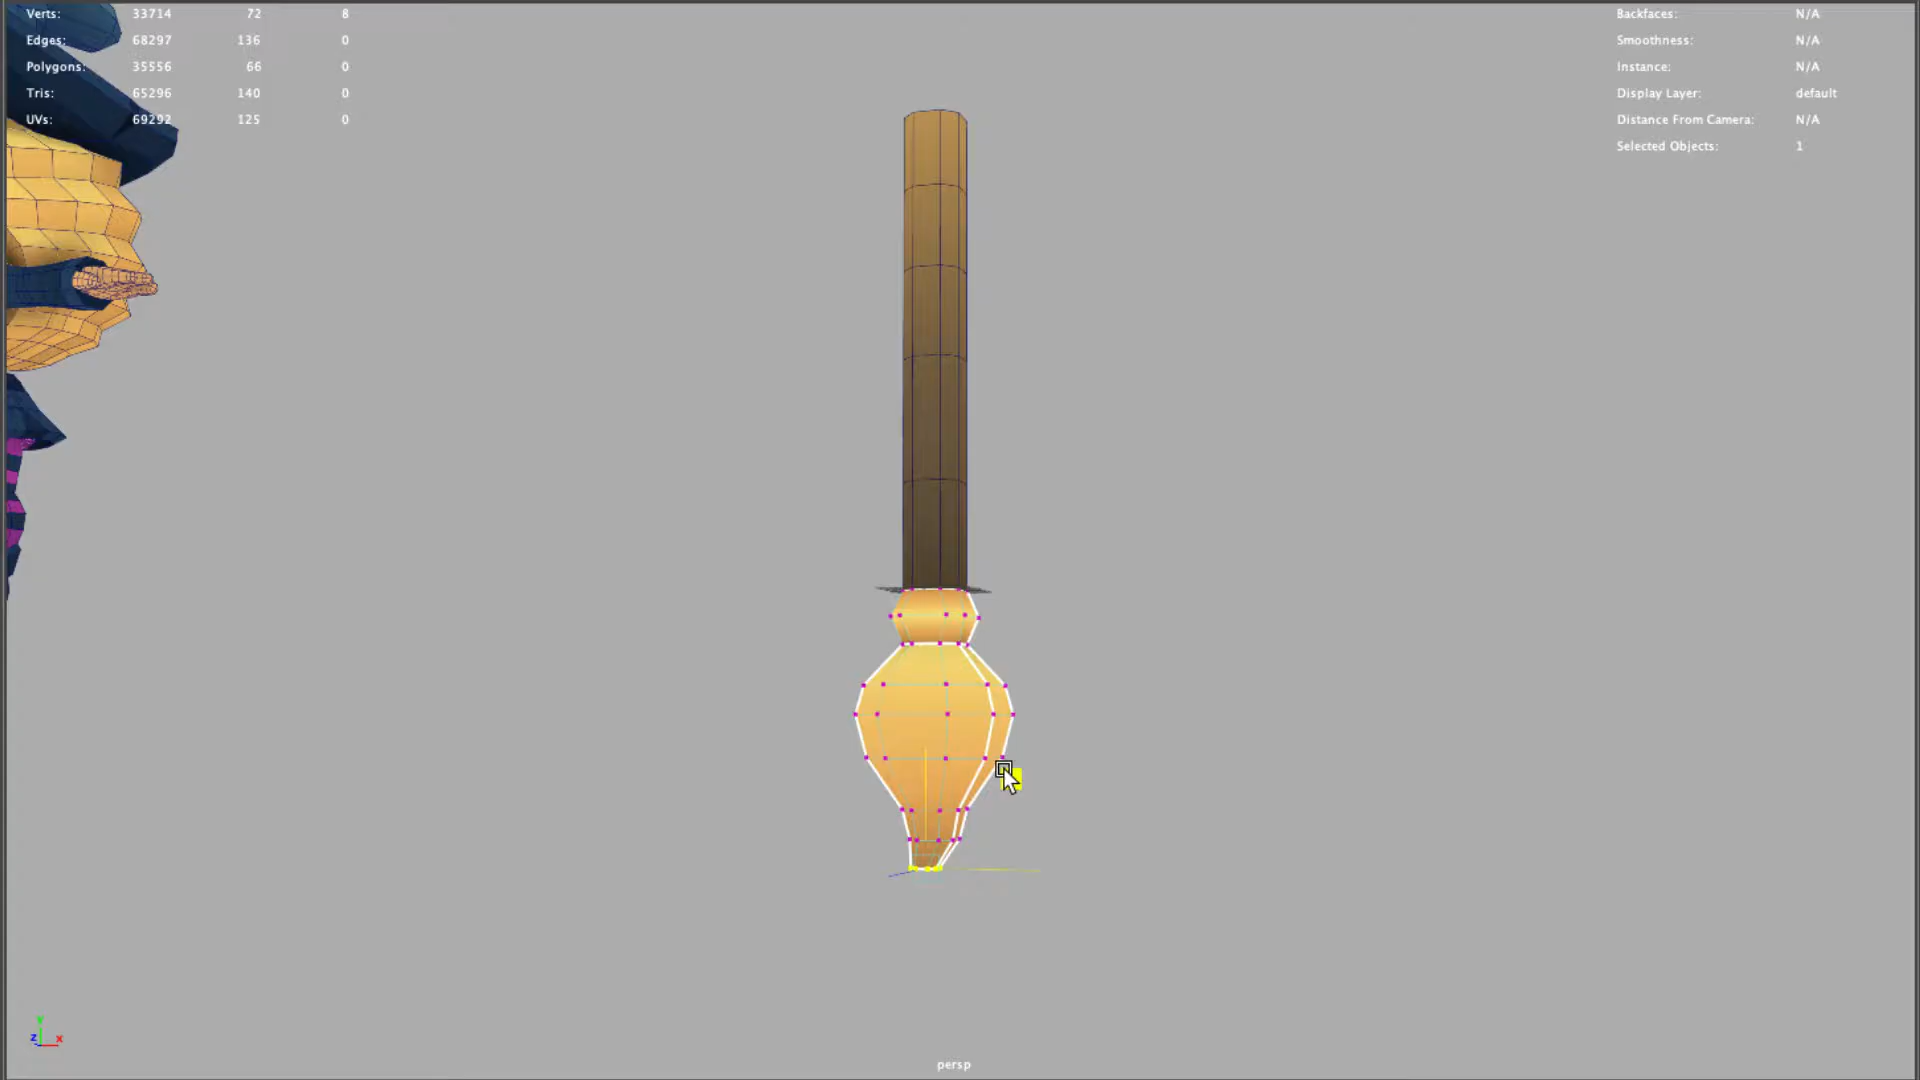 Verts: 33714 72 8
Edges: 68297 136 0
Polygons: 35556 66 0
Tris: 65296 140 0
UVs: 69292 125 0
Backfaces: N/A
Smoothness: N/A
Instance: N/A
Display Layer: default
Distance From Camera: N/A
Selected Objects: 1
y
z x
persp